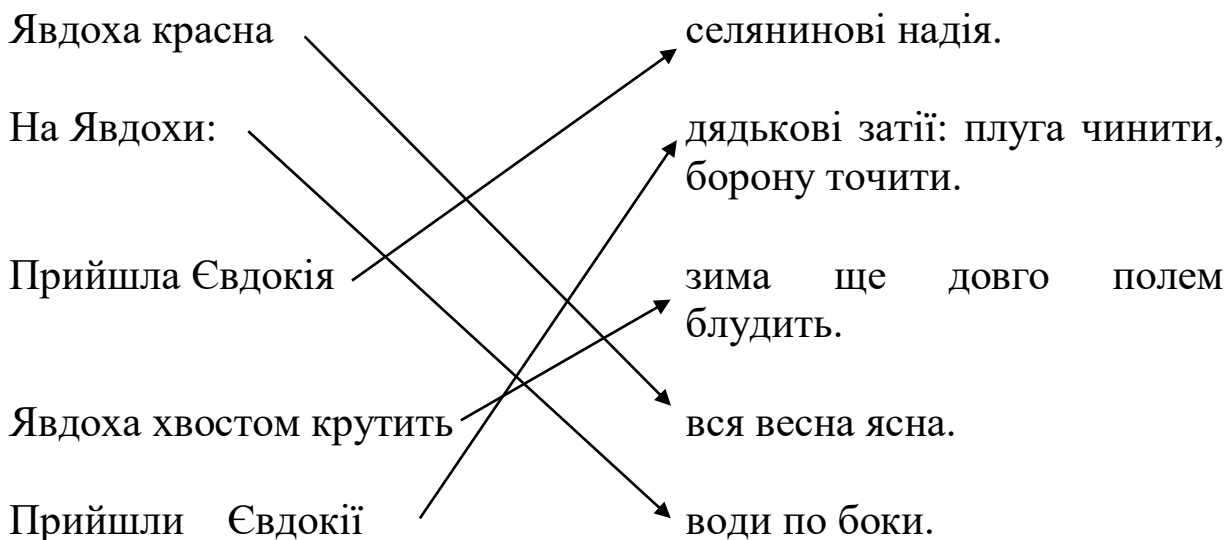 Явдоха красна селянинові надія.
На Явдохи: дядькові затії: плуга чинити,
борону точити.
Прийшла Євдокія зима ще довго полем
блудить.
Явдоха хвостом крутить вся весна ясна.
Прийшли Євдокії води по боки.